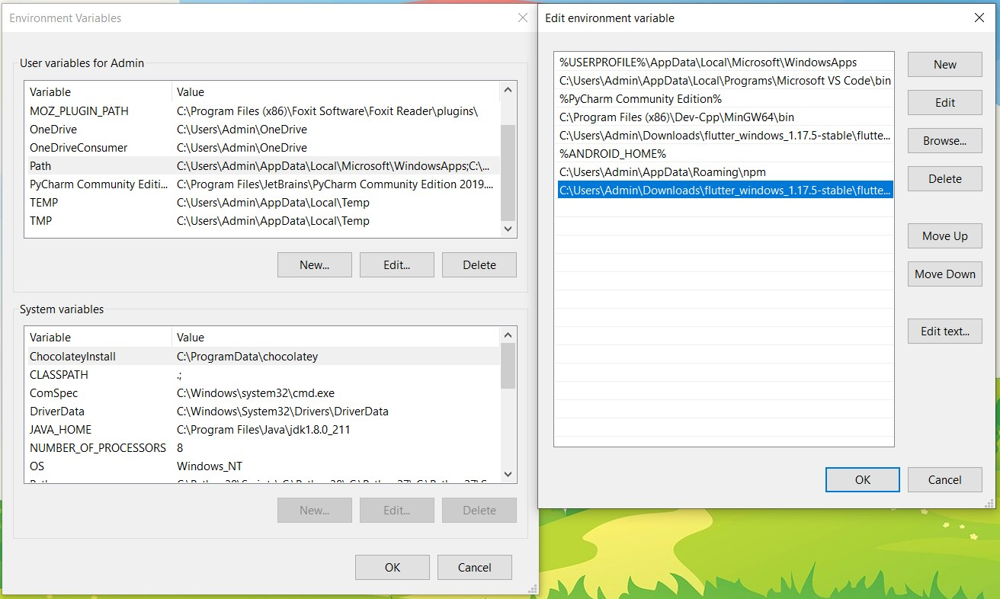 Environment Variables
User variables for Admin
Variable Value
MOZ_PLUGIN_PATH C:\Program Files (x86)\Foxit Software\Foxit Reader\plugins\
OneDrive C:\Users\Admin\OneDrive
OneDriveConsumer C:\Users\Admin\OneDrive
Path C:\Users\Admin\AppData\Local\Microsoft\WindowsApps;C:\...
PyCharm Community Editi... C:\Program Files\JetBrains\PyCharm Community Edition 2019....
TEMP C:\Users\Admin\AppData\Local\Temp
TMP C:\Users\Admin\AppData\Local\Temp
New... Edit... Delete
System variables
Variable Value
ChocolateyInstall C:\ProgramData\chocolatey
CLASSPATH .;
ComSpec C:\Windows\system32\cmd.exe
DriverData C:\Windows\System32\Drivers\DriverData
JAVA_HOME C:\Program Files\Java\jdk1.8.0_211
NUMBER_OF_PROCESSORS 8
OS Windows_NT
New... Edit... Delete
OK Cancel
Edit environment variable
%USERPROFILE%\AppData\Local\Microsoft\WindowsApps
C:\Users\Admin\AppData\Local\Programs\Microsoft VS Code\bin
%PyCharm Community Edition%
C:\Program Files (x86)\Dev-Cpp\MinGW64\bin
C:\Users\Admin\Downloads\flutter_windows_1.17.5-stable\flutte...
%ANDROID_HOME%
C:\Users\Admin\AppData\Roaming\npm
C:\Users\Admin\Downloads\flutter_windows_1.17.5-stable\flutte...
New
Edit
Browse...
Delete
Move Up
Move Down
Edit text...
OK Cancel